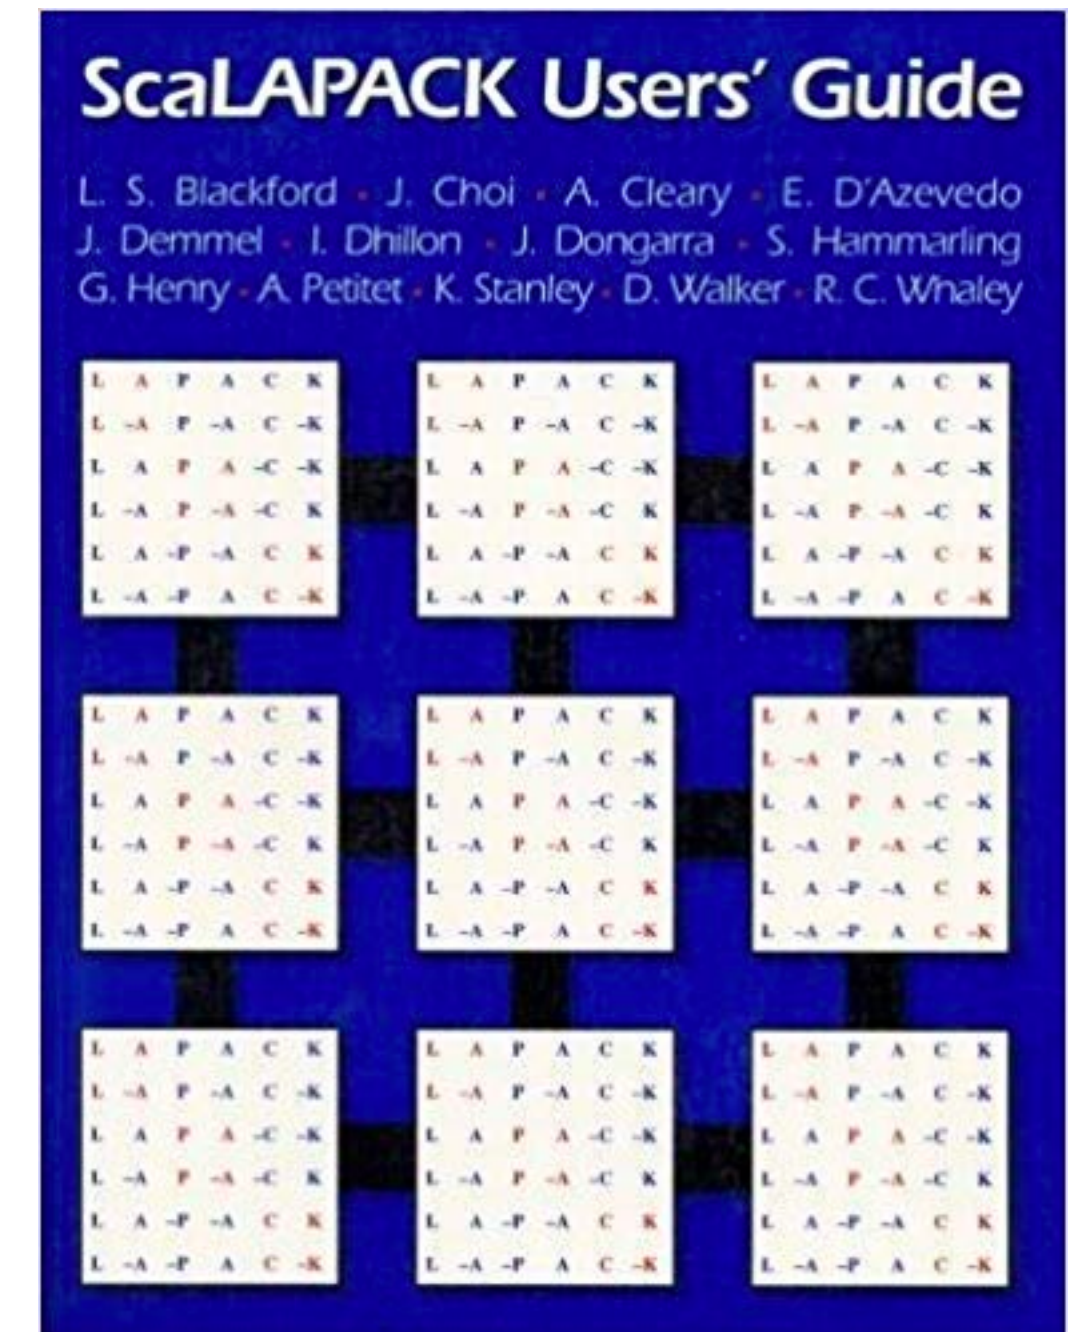 ScaLAPACK Users' Guide
L. S. Blackford • J. Choi • A. Cleary • E. D'Azevedo
J. Demmel • I. Dhillon • J. Dongarra • S. Hammarling
G. Henry • A. Petitet • K. Stanley • D. Walker • R. C. Whaley
L A P A C K L A P A C K L A P A C K
L -A P -A C -K L -A P -A C -K L -A P -A C -K
L A P A -C -K L A P A -C -K L A P A -C -K
L -A P -A -C K L -A P -A -C K L -A P -A -C K
L A -P -A C K L A -P -A C K L A -P -A C K
L -A -P A C -K L -A -P A C -K L -A -P A C -K
L A P A C K L A P A C K L A P A C K
L -A P -A C -K L -A P -A C -K L -A P -A C -K
L A P A -C -K L A P A -C -K L A P A -C -K
L -A P -A -C K L -A P -A -C K L -A P -A -C K
L A -P -A C K L A -P -A C K L A -P -A C K
L -A -P A C -K L -A -P A C -K L -A -P A C -K
L A P A C K L A P A C K L A P A C K
L -A P -A C -K L -A P -A C -K L -A P -A C -K
L A P A -C -K L A P A -C -K L A P A -C -K
L -A P -A -C K L -A P -A -C K L -A P -A -C K
L A -P -A C K L A -P -A C K L A -P -A C K
L -A -P A C -K L -A -P A C -K L -A -P A C -K